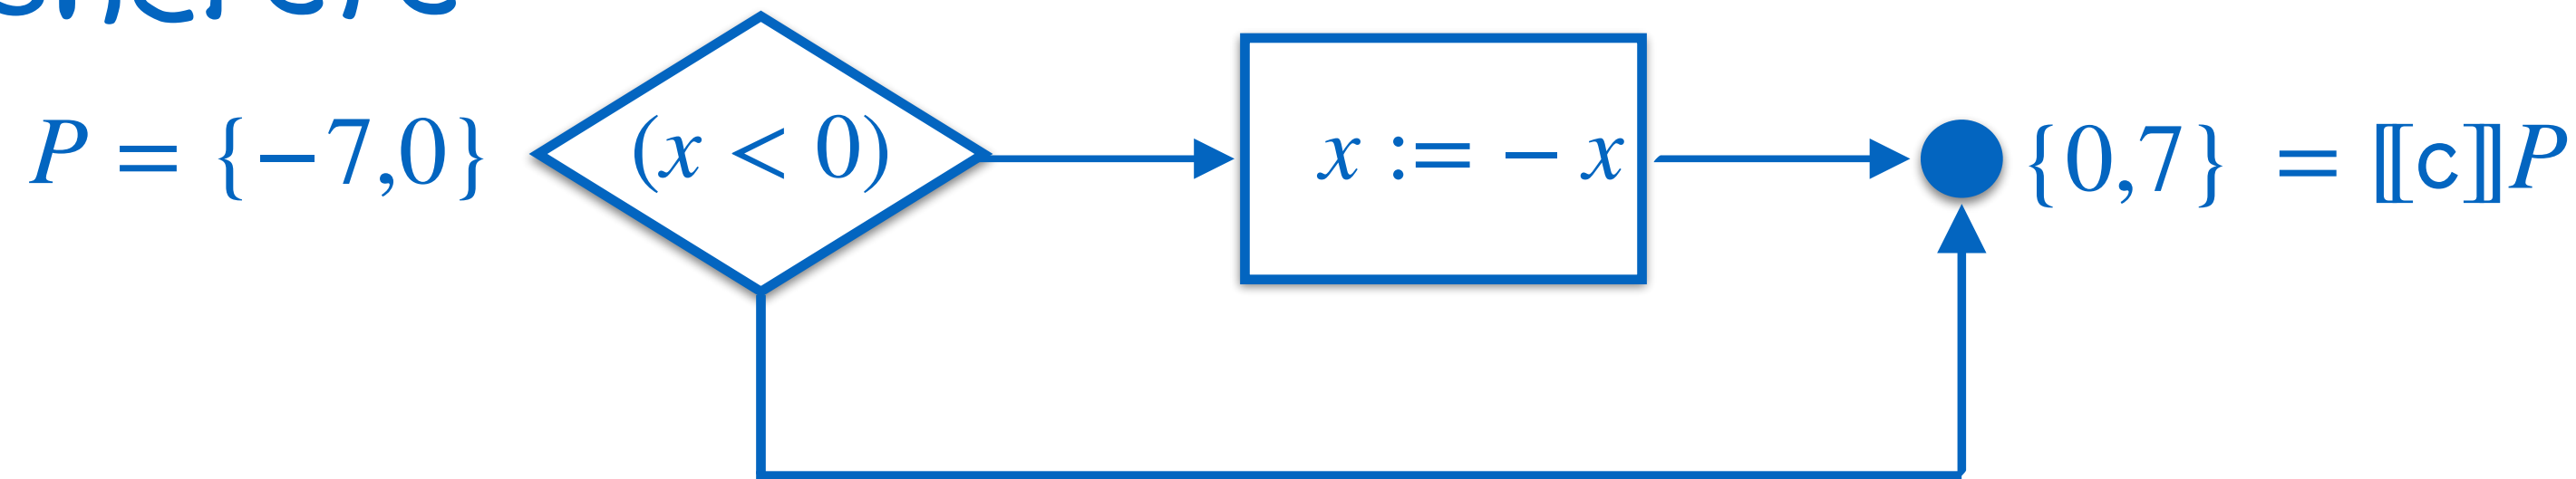 P = {−7,0} (x < 0) x := − x {0,7} = ⟦c⟧P